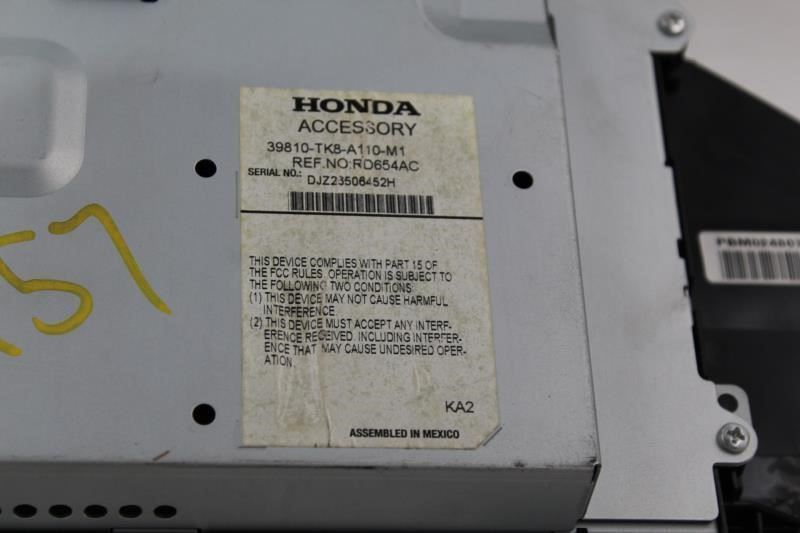 HONDA
ACCESSORY
39810-TK8-A110-M1
REF.NO:RD654AC
SERIAL NO.:
DJZ23506452H
THIS DEVICE COMPLIES WITH PART 15 OF
THE FCC RULES. OPERATION IS SUBJECT TO
THE FOLLOWING TWO CONDITIONS:
(1) THIS DEVICE MAY NOT CAUSE HARMFUL
INTERFERENCE.
(2) THIS DEVICE MUST ACCEPT ANY INTERF-
ERENCE RECEIVED, INCLUDING INTERFER-
ENCE THAT MAY CAUSE UNDESIRED OPER-
ATION.
KA2
ASSEMBLED IN MEXICO
57